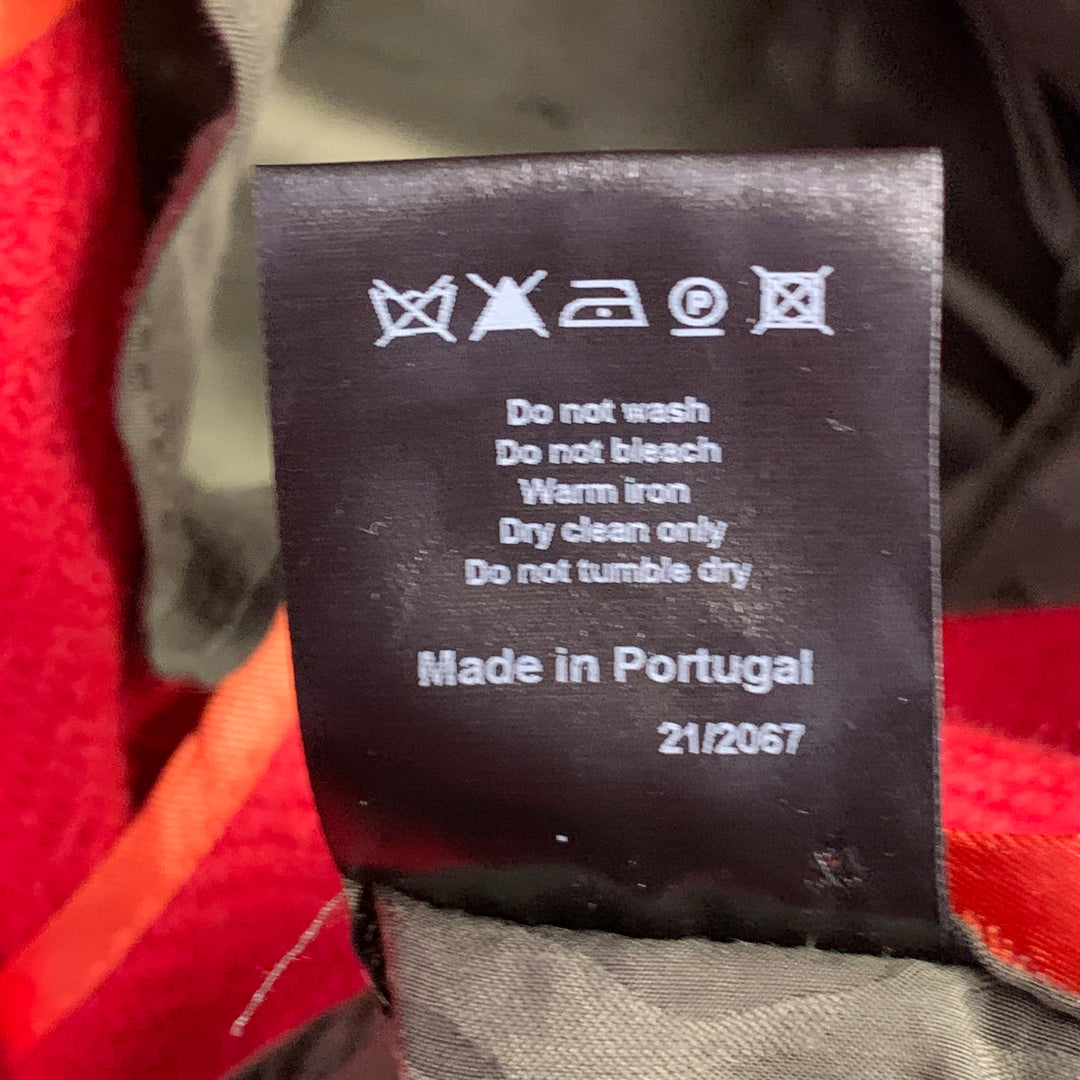 P
Do not wash
Do not bleach
Warm iron
Dry clean only
Do not tumble dry
Made in Portugal
21/2067